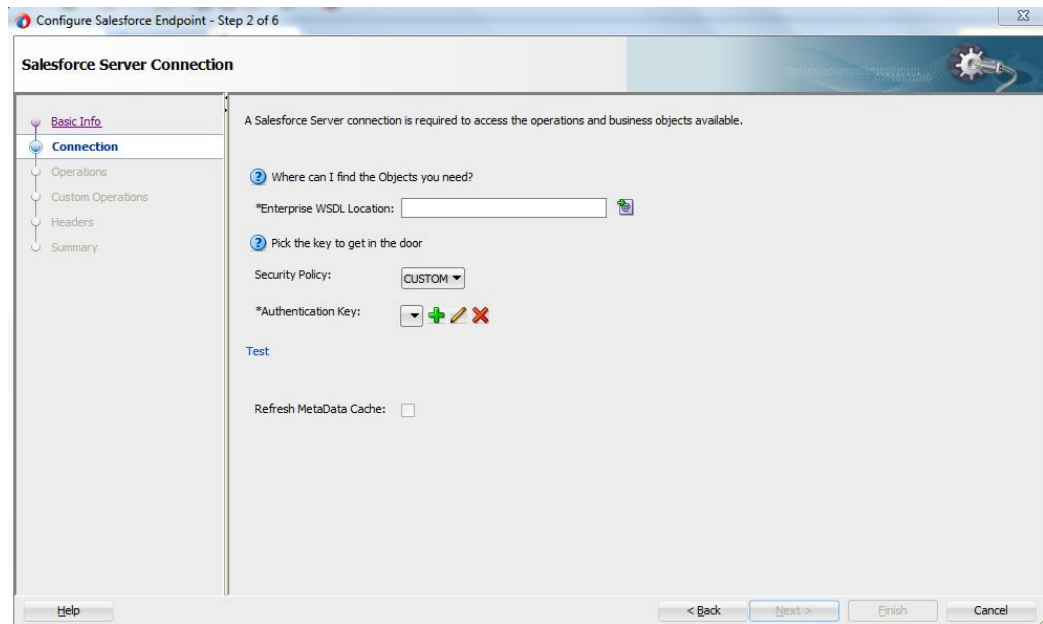 Configure Salesforce Endpoint - Step 2 of 6
Salesforce Server Connection
Basic Info
Connection
Operations
Custom Operations
Headers
Summary
A Salesforce Server connection is required to access the operations and business objects available.
Where can I find the Objects you need?
*Enterprise WSDL Location:
Pick the key to get in the door
Security Policy: CUSTOM
*Authentication Key:
Test
Refresh MetaData Cache:
Help < Back Next > Finish Cancel